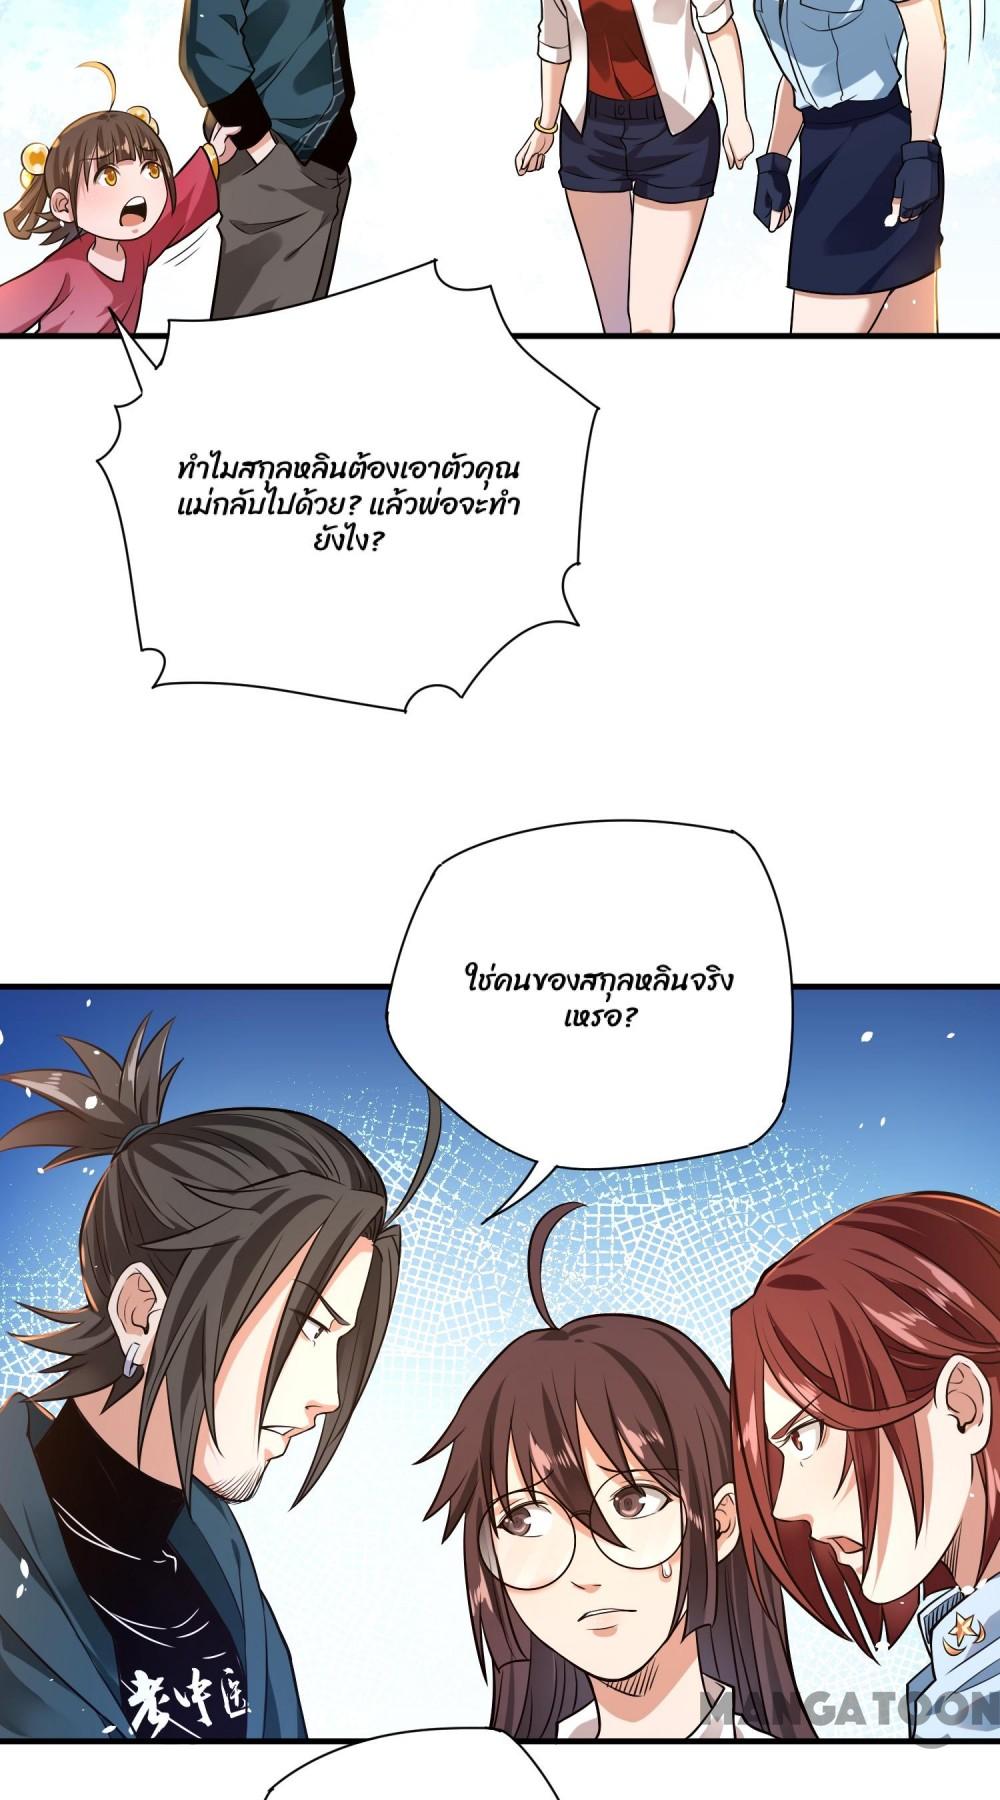 ทำไมสกุลหลินต้องเอาตัวคุณ
แม่กลับไปด้วย? แล้วพ่อจะทำ
ยังไง?
ใช่คนของสกุลหลินจริง
เหรอ?
老中医
MANGATOON